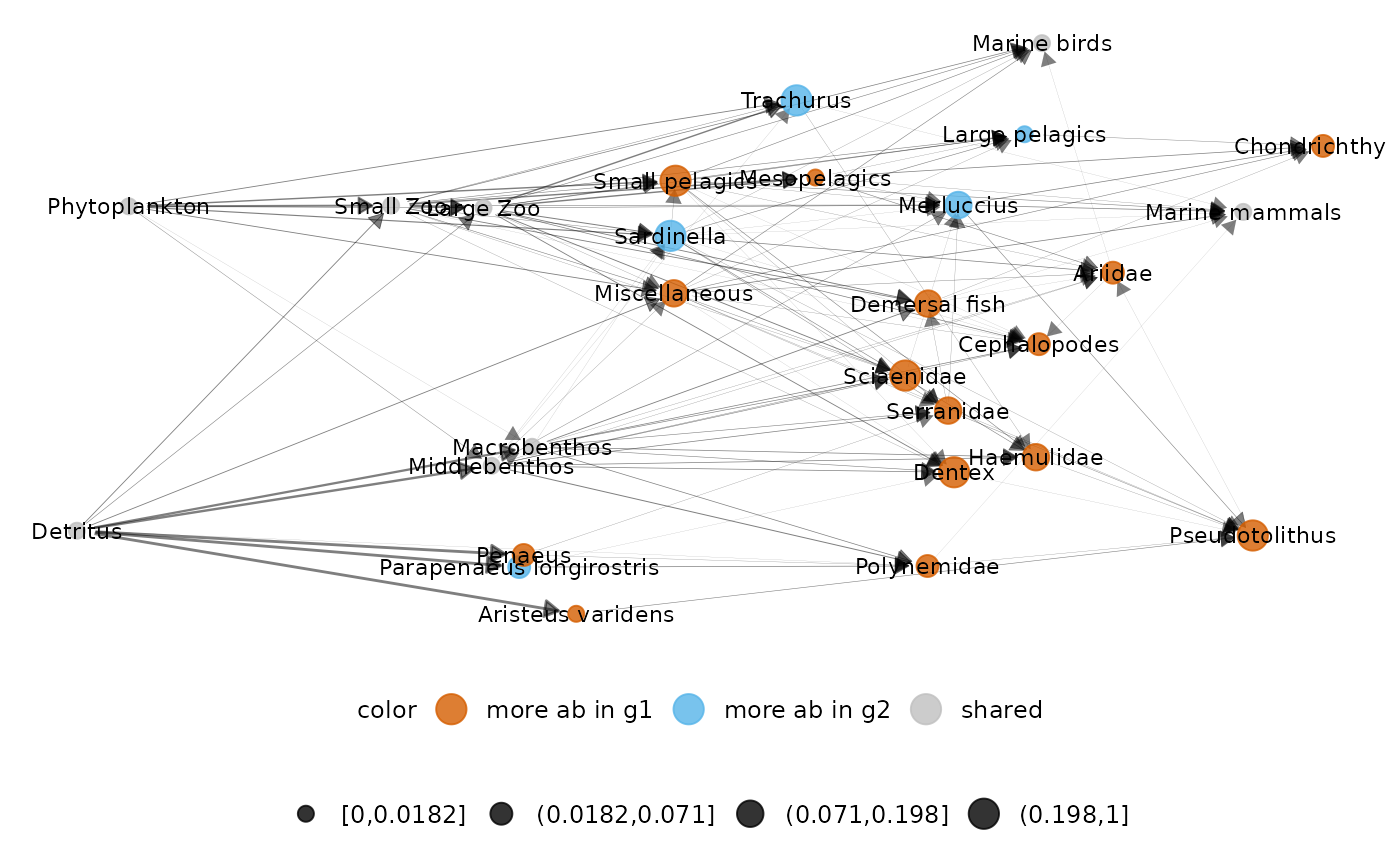 Marine birds
Trachurus
Large pelagics
Chondrichthy
Small pelagics
Mesopelagics
Phytoplankton
Small Zoo
Large Zoo
Merluccius
Marine mammals
Sardinella
Ariidae
Miscellaneous
Demersal fish
Cephalopodes
Sciaenidae
Serranidae
Macrobenthos
Middlebenthos
Haemulidae
Dentex
Detritus
Pseudotolithus
Penaeus
Parapenaeus longirostris
Polynemidae
Aristeus varidens
color more ab in g1 more ab in g2 shared
[0,0.0182] (0.0182,0.071] (0.071,0.198] (0.198,1]